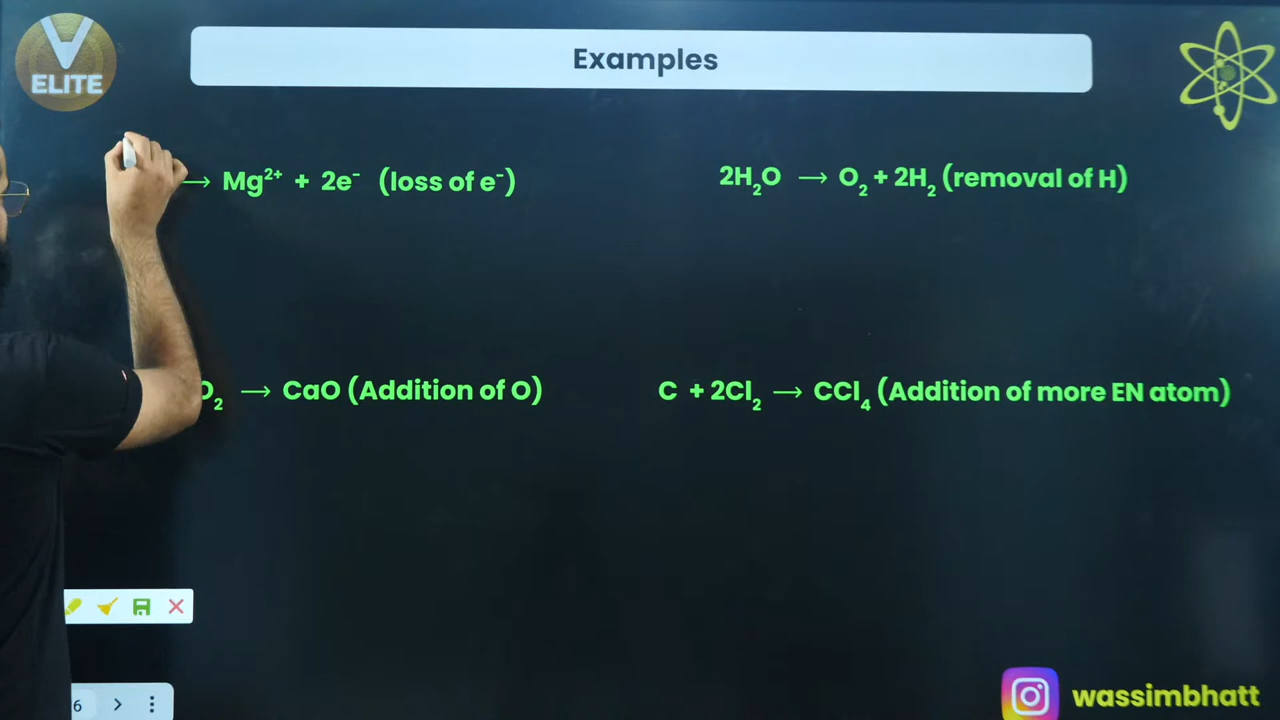 V
ELITE
Examples
→ Mg²⁺ + 2e⁻ (loss of e⁻)
2H₂O → O₂ + 2H₂ (removal of H)
O₂ → CaO (Addition of O)
C + 2Cl₂ → CCl₄ (Addition of more EN atom)
6
wassimbhatt